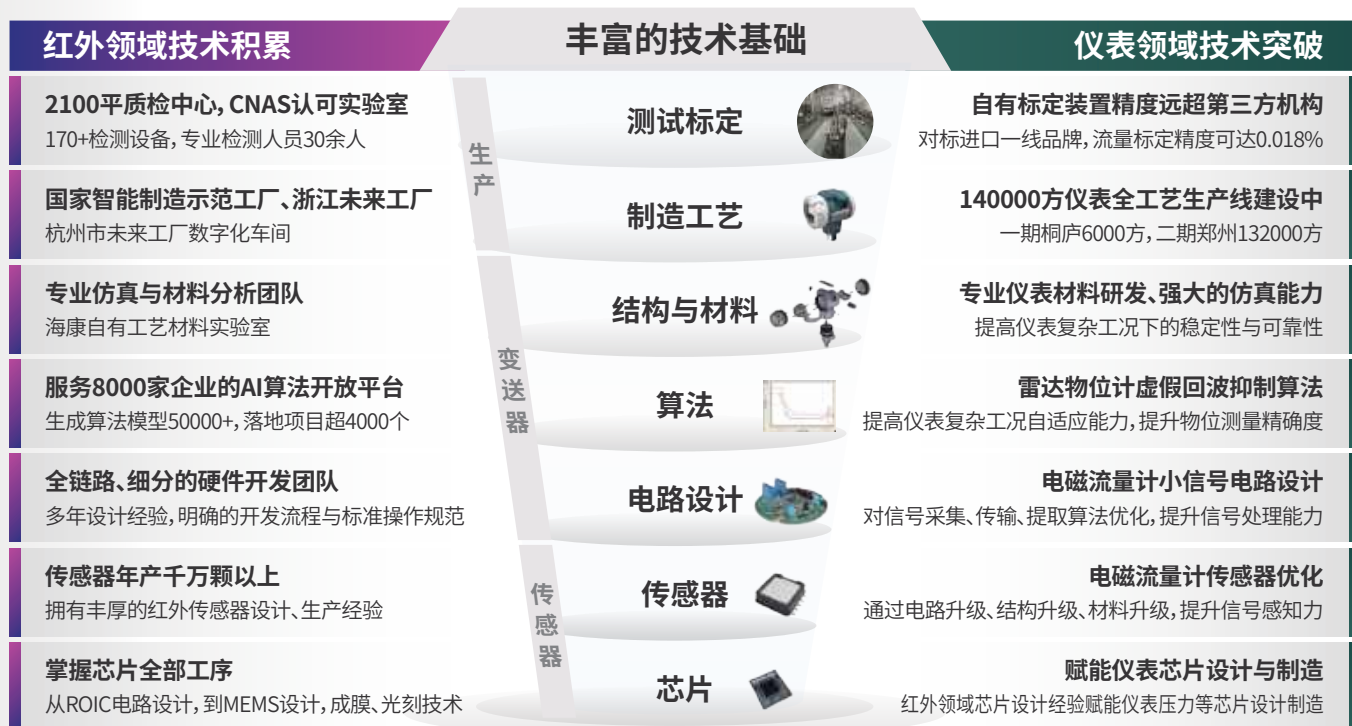 红外领域技术积累
丰富的技术基础
仪表领域技术突破
2100平质检中心, CNAS认可实验室
170+检测设备, 专业检测人员30余人
生产
测试标定
自有标定装置精度远超第三方机构
对标进口一线品牌, 流量标定精度可达0.018%
国家智能制造示范工厂、浙江未来工厂
杭州市未来工厂数字化车间
制造工艺
140000方仪表全工艺生产线建设中
一期桐庐6000方, 二期郑州132000方
专业仿真与材料分析团队
海康自有工艺材料实验室
变送器
结构与材料
专业仪表材料研发、强大的仿真能力
提高仪表复杂工况下的稳定性与可靠性
服务8000家企业的AI算法开放平台
生成算法模型50000+, 落地项目超4000个
算法
雷达物位计虚假回波抑制算法
提高仪表复杂工况自适应能力, 提升物位测量精确度
全链路、细分的硬件开发团队
多年设计经验, 明确的开发流程与标准操作规范
电路设计
电磁流量计小信号电路设计
对信号采集、传输、提取算法优化, 提升信号处理能力
传感器年产千万颗以上
拥有丰厚的红外传感器设计、生产经验
传感器
传感器
电磁流量计传感器优化
通过电路升级、结构升级、材料升级, 提升信号感知力
掌握芯片全部工序
从ROIC电路设计, 到MEMS设计, 成膜、光刻技术
芯片
赋能仪表芯片设计与制造
红外领域芯片设计经验赋能仪表压力等芯片设计制造